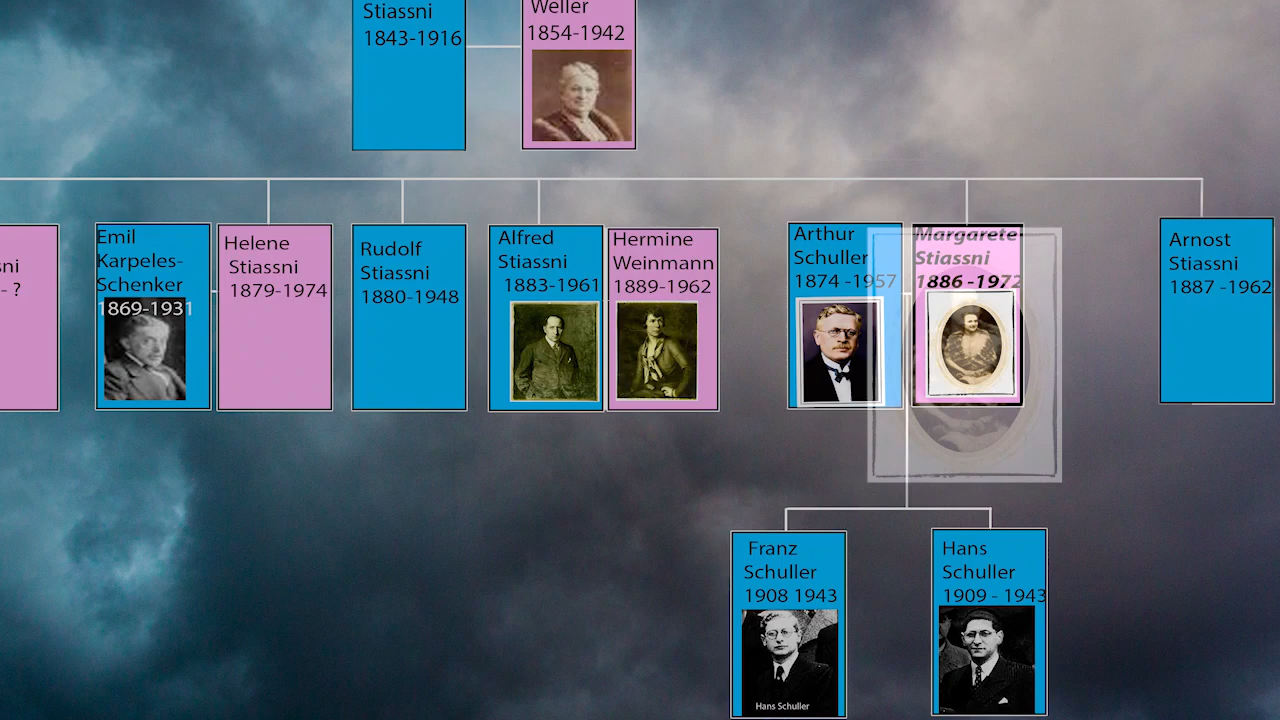 Stiassni
1843-1916
Weller
1854-1942
- ?
Emil
Karpeles-
Schenker
1869-1931
Helene
Stiassni
1879-1974
Rudolf
Stiassni
1880-1948
Alfred
Stiassni
1883-1961
Hermine
Weinmann
1889-1962
Arthur
Schuller
1874 -1957
Margarete
Stiassni
1886 -1972
Arnost
Stiassni
1887 -1962
Franz
Schuller
1908 1943
Hans Schuller
Hans
Schuller
1909 - 1943